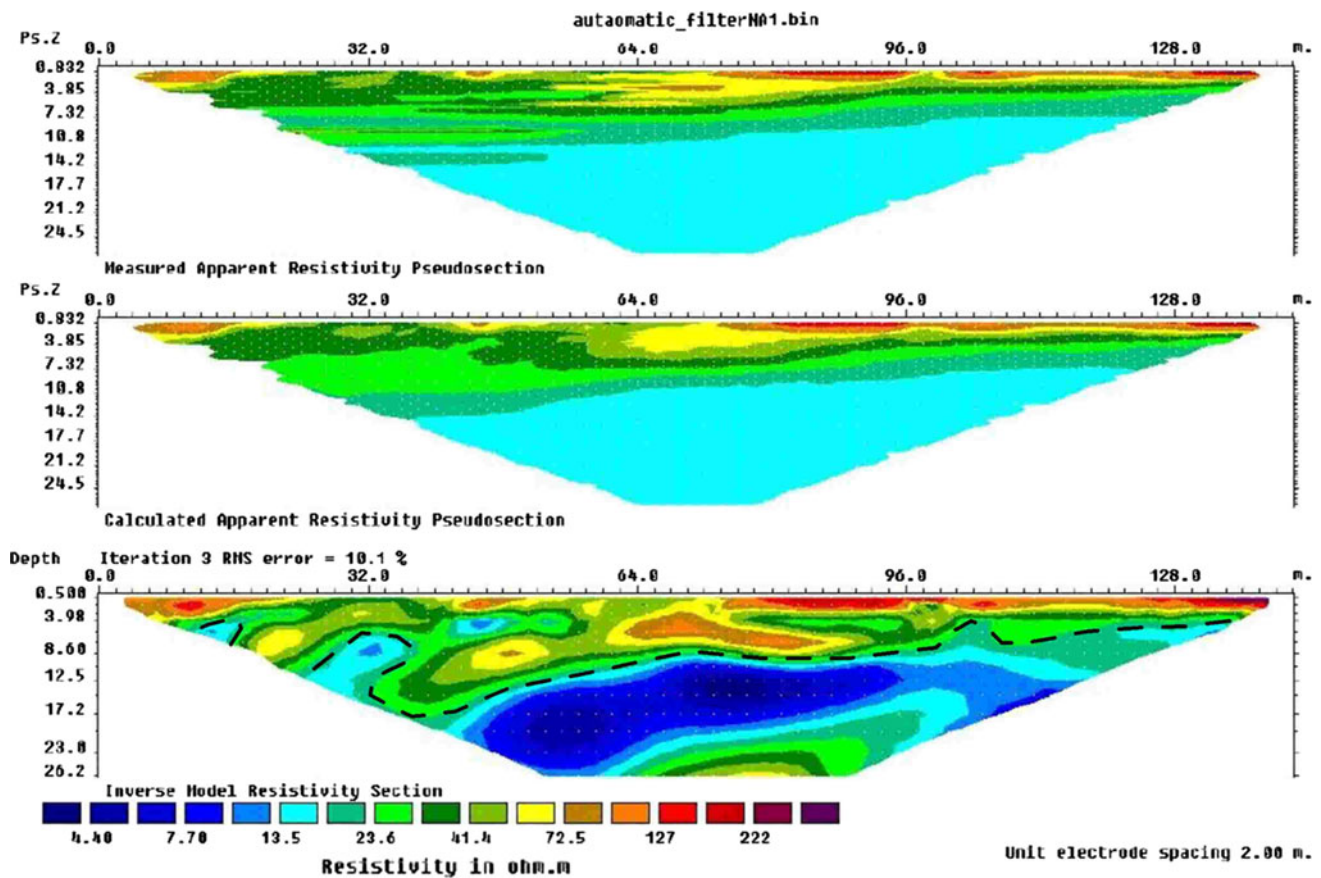 autaomatic_filterNA1.bin
Ps.Z 0.0 32.0 64.0 96.0 128.0 m.
0.832
3.85
7.32
10.8
14.2
17.7
21.2
24.5
Measured Apparent Resistivity Pseudosection
Ps.Z 0.0 32.0 64.0 96.0 128.0 m.
0.832
3.85
7.32
10.8
14.2
17.7
21.2
24.5
Calculated Apparent Resistivity Pseudosection
Depth Iteration 3 RMS error = 10.1 %
0.0 32.0 64.0 96.0 128.0 m.
0.500
3.98
8.60
12.5
17.2
23.0
26.2
Inverse Model Resistivity Section
4.40 7.70 13.5 23.6 41.4 72.5 127 222
Resistivity in ohm.m
Unit electrode spacing 2.00 m.